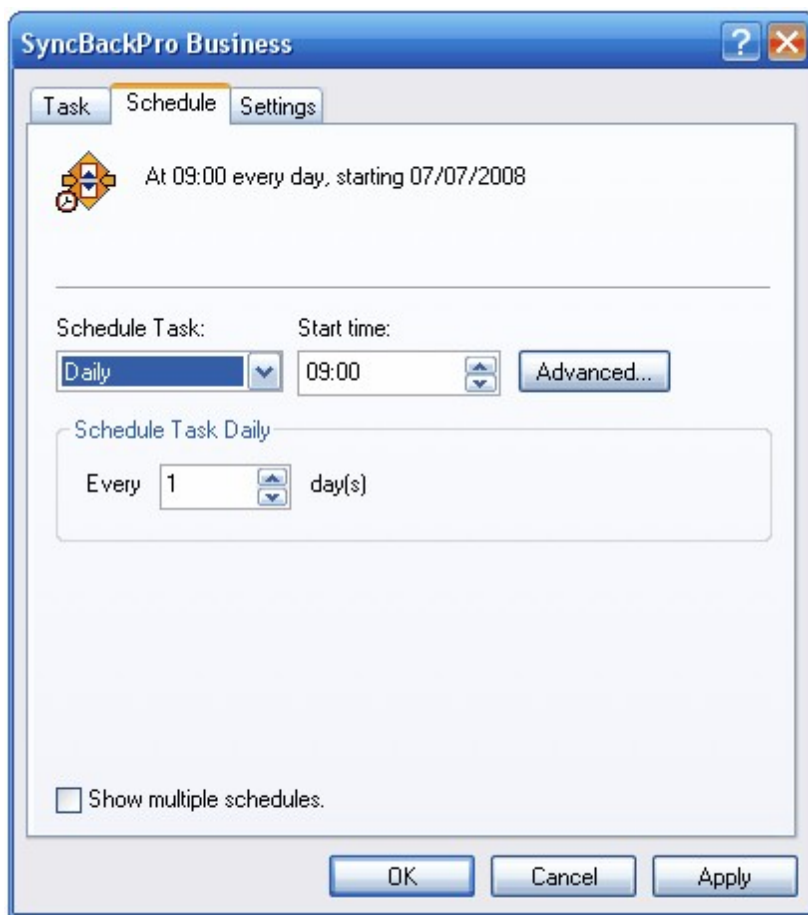 SyncBackPro Business
Task Schedule Settings
At 09:00 every day, starting 07/07/2008
Schedule Task: Start time:
Daily 09:00 Advanced...
Schedule Task Daily
Every 1 day(s)
Show multiple schedules.
OK Cancel Apply